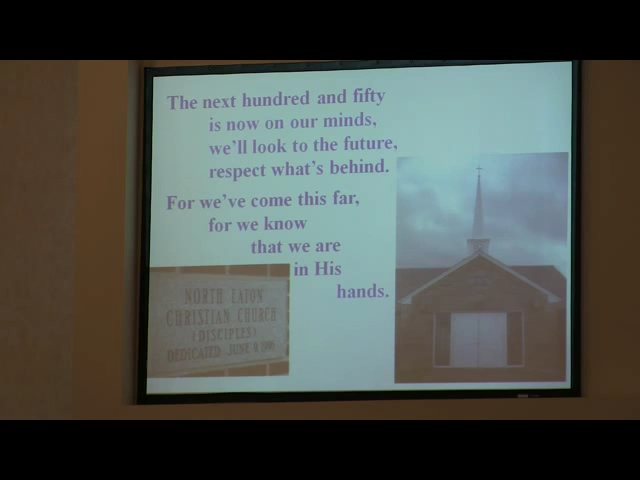 The next hundred and fifty
is now on our minds,
we'll look to the future,
respect what's behind.
For we've come this far,
for we know
that we are
in His
hands.
NORTH EATON
CHRISTIAN CHURCH
(DISCIPLES)
DEDICATED JUNE